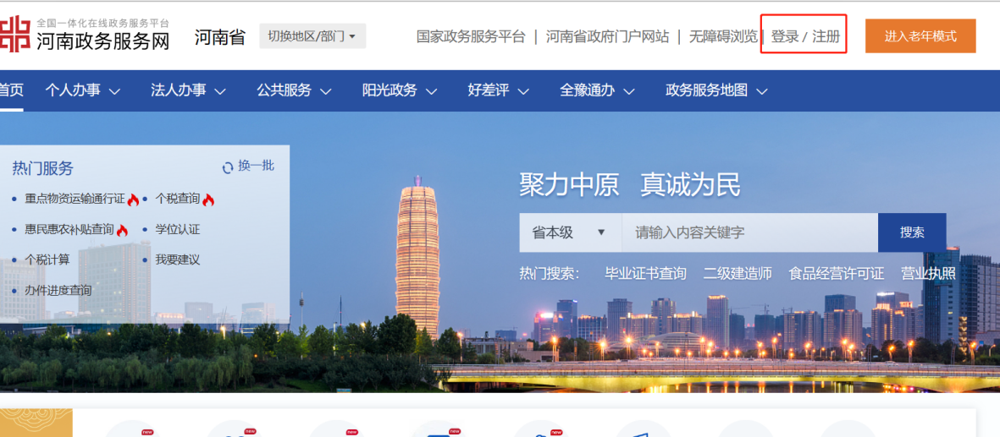 全国一体化在线政务服务平台
河南政务服务网
河南省
切换地区/部门
国家政务服务平台 | 河南省政府门户网站 | 无障碍浏览 | 登录 / 注册
进入老年模式
首页 个人办事 法人办事 公共服务 阳光政务 好差评 全豫通办 政务服务地图
热门服务 换一批
重点物资运输通行证 个税查询
惠民惠农补贴查询 学位认证
个税计算 我要建议
办件进度查询
聚力中原 真诚为民
省本级 请输入内容关键字 搜索
热门搜索: 毕业证书查询 二级建造师 食品经营许可证 营业执照
new new new new new